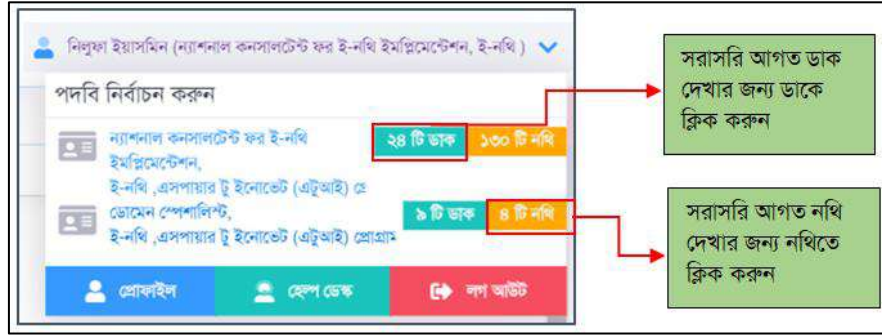 নিলুফা ইয়াসমিন (ন্যাশনাল কনসালটেন্ট ফর ই-নথি ইমপ্লিমেন্টেশন, ই-নথি )
পদবি নির্বাচন করুন
ন্যাশনাল কনসালটেন্ট ফর ই-নথি
ইমপ্লিমেন্টেশন,
ই-নথি ,এসপায়ার টু ইনোভেট (এটুআই)
২৪ টি ডাক
১৩০ টি নথি
ডোমেন স্পেশালিস্ট,
ই-নথি ,এসপায়ার টু ইনোভেট (এটুআই) প্রোগ্রাম
৯ টি ডাক
৪ টি নথি
প্রোফাইল
হেল্প ডেস্ক
লগ আউট
সরাসরি আগত ডাক
দেখার জন্য ডাকে
ক্লিক করুন
সরাসরি আগত নথি
দেখার জন্য নথিতে
ক্লিক করুন